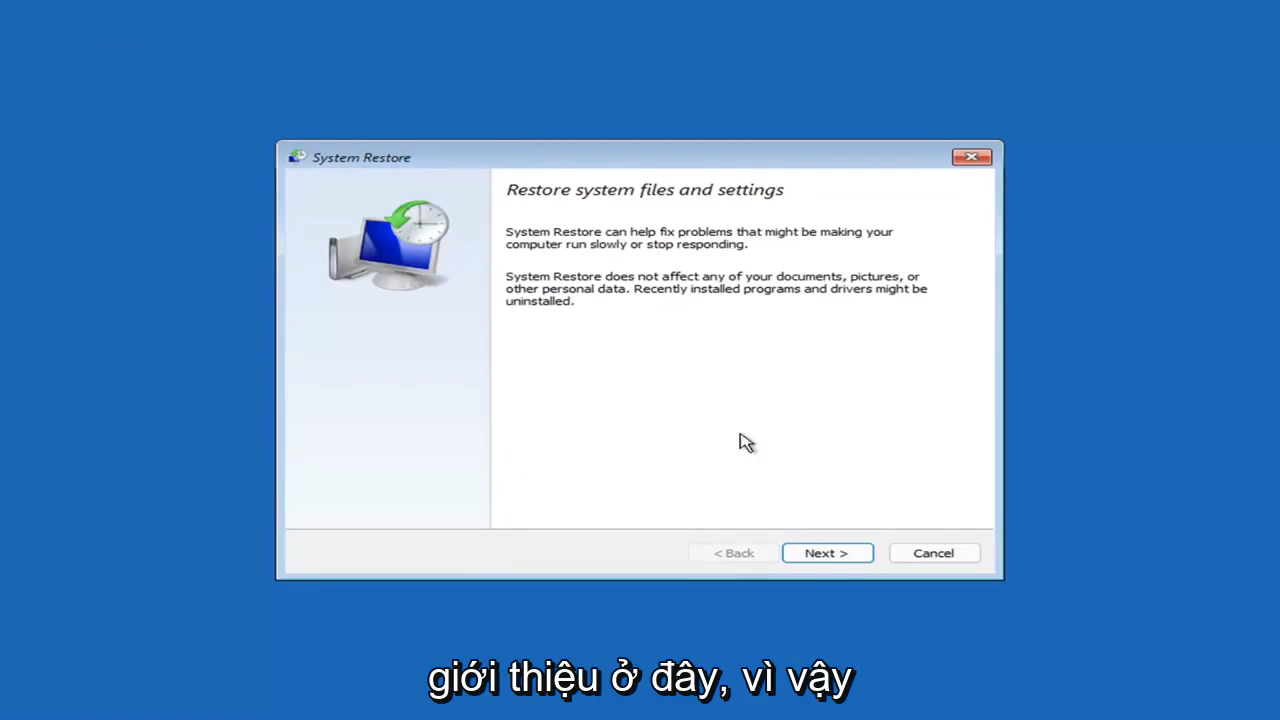 System Restore
Restore system files and settings
System Restore can help fix problems that might be making your
computer run slowly or stop responding.
System Restore does not affect any of your documents, pictures, or
other personal data. Recently installed programs and drivers might be
uninstalled.
< Back
Next >
Cancel
giới thiệu ở đây, vì vậy